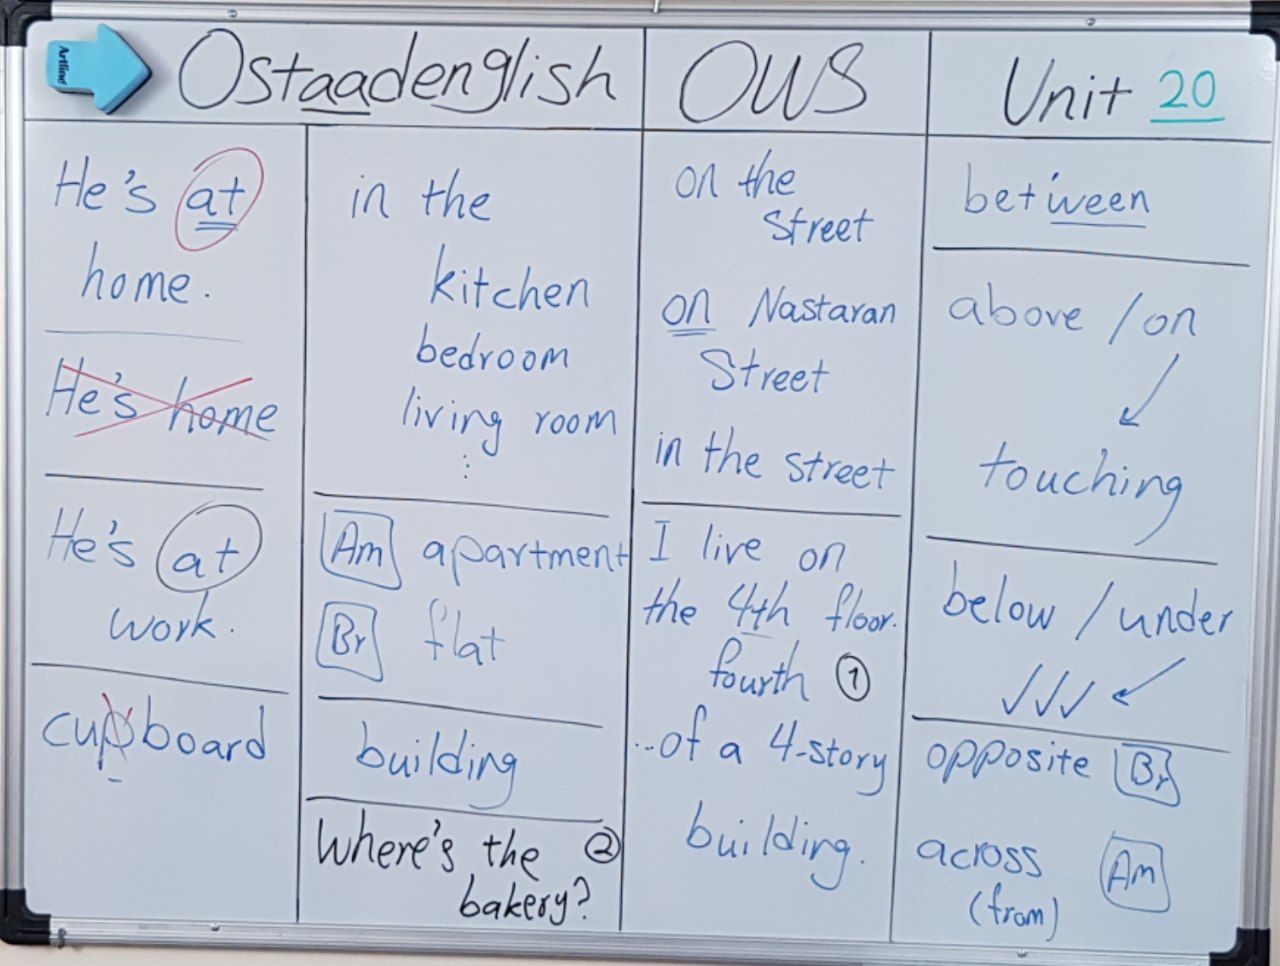 Artline
Ostaadenglish
OWS
Unit 20
He's at
home.
He's home
He's at
work.
cupboard
in the
kitchen
bedroom
living room
⋮
Am apartment
Br flat
building
Where's the ②
bakery?
on the
Street
on Nastaran
Street
in the street
I live on
the 4th floor.
fourth ①
...of a 4-story
building.
between
above / on
touching
below / under
✓✓✓
opposite Br
across Am
(from)